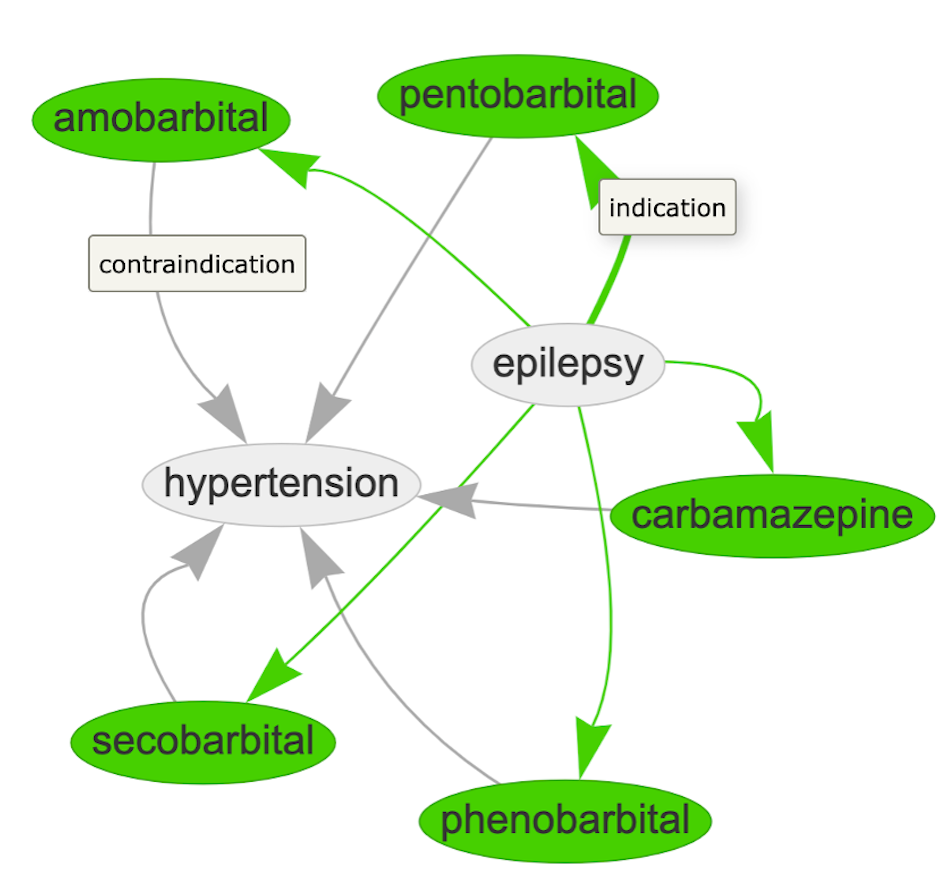 pentobarbital
amobarbital
indication
contraindication
epilepsy
hypertension
carbamazepine
secobarbital
phenobarbital